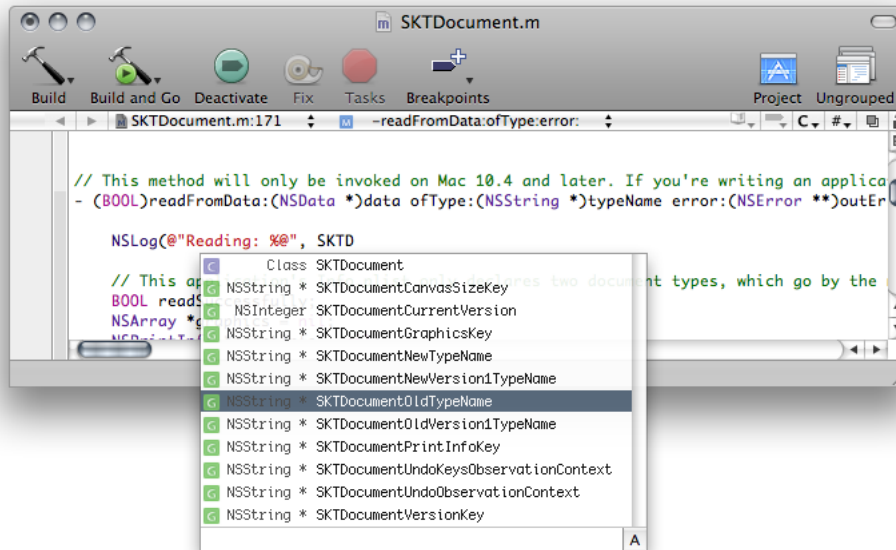 SKTDocument.m
Build Build and Go Deactivate Fix Tasks Breakpoints Project Ungrouped
SKTDocument.m:171 M -readFromData:ofType:error: C #
// This method will only be invoked on Mac 10.4 and later. If you're writing an applica
- (BOOL)readFromData:(NSData *)data ofType:(NSString *)typeName error:(NSError **)outEr
NSLog(@"Reading: %@", SKTD
// This ap two document types, which go by the
BOOL readS
NSArray *g
C Class SKTDocument
G NSString * SKTDocumentCanvasSizeKey
G NSInteger SKTDocumentCurrentVersion
G NSString * SKTDocumentGraphicsKey
G NSString * SKTDocumentNewTypeName
G NSString * SKTDocumentNewVersion1TypeName
G NSString * SKTDocumentOldTypeName
G NSString * SKTDocumentOldVersion1TypeName
G NSString * SKTDocumentPrintInfoKey
G NSString * SKTDocumentUndoKeysObservationContext
G NSString * SKTDocumentUndoObservationContext
G NSString * SKTDocumentVersionKey
A